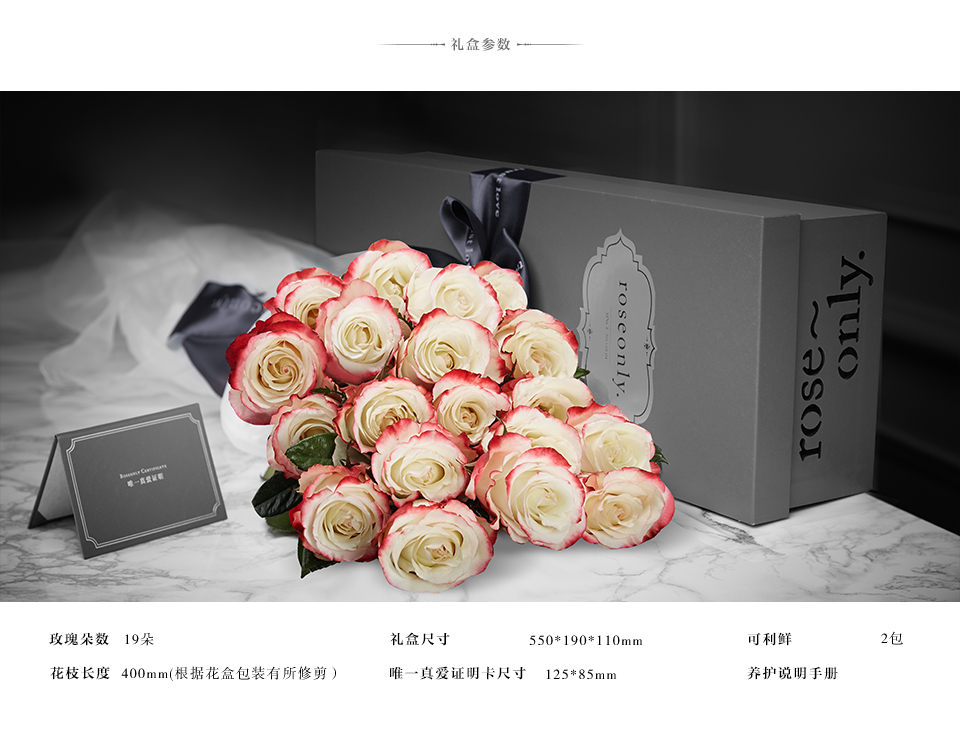 礼盒参数
love
roseonly.
rose~
only.
ROSEONLY CERTIFICATE
唯一真爱证明
玫瑰朵数 19朵 礼盒尺寸 550*190*110mm 可利鲜 2包
花枝长度 400mm(根据花盒包装有所修剪) 唯一真爱证明卡尺寸 125*85mm 养护说明手册